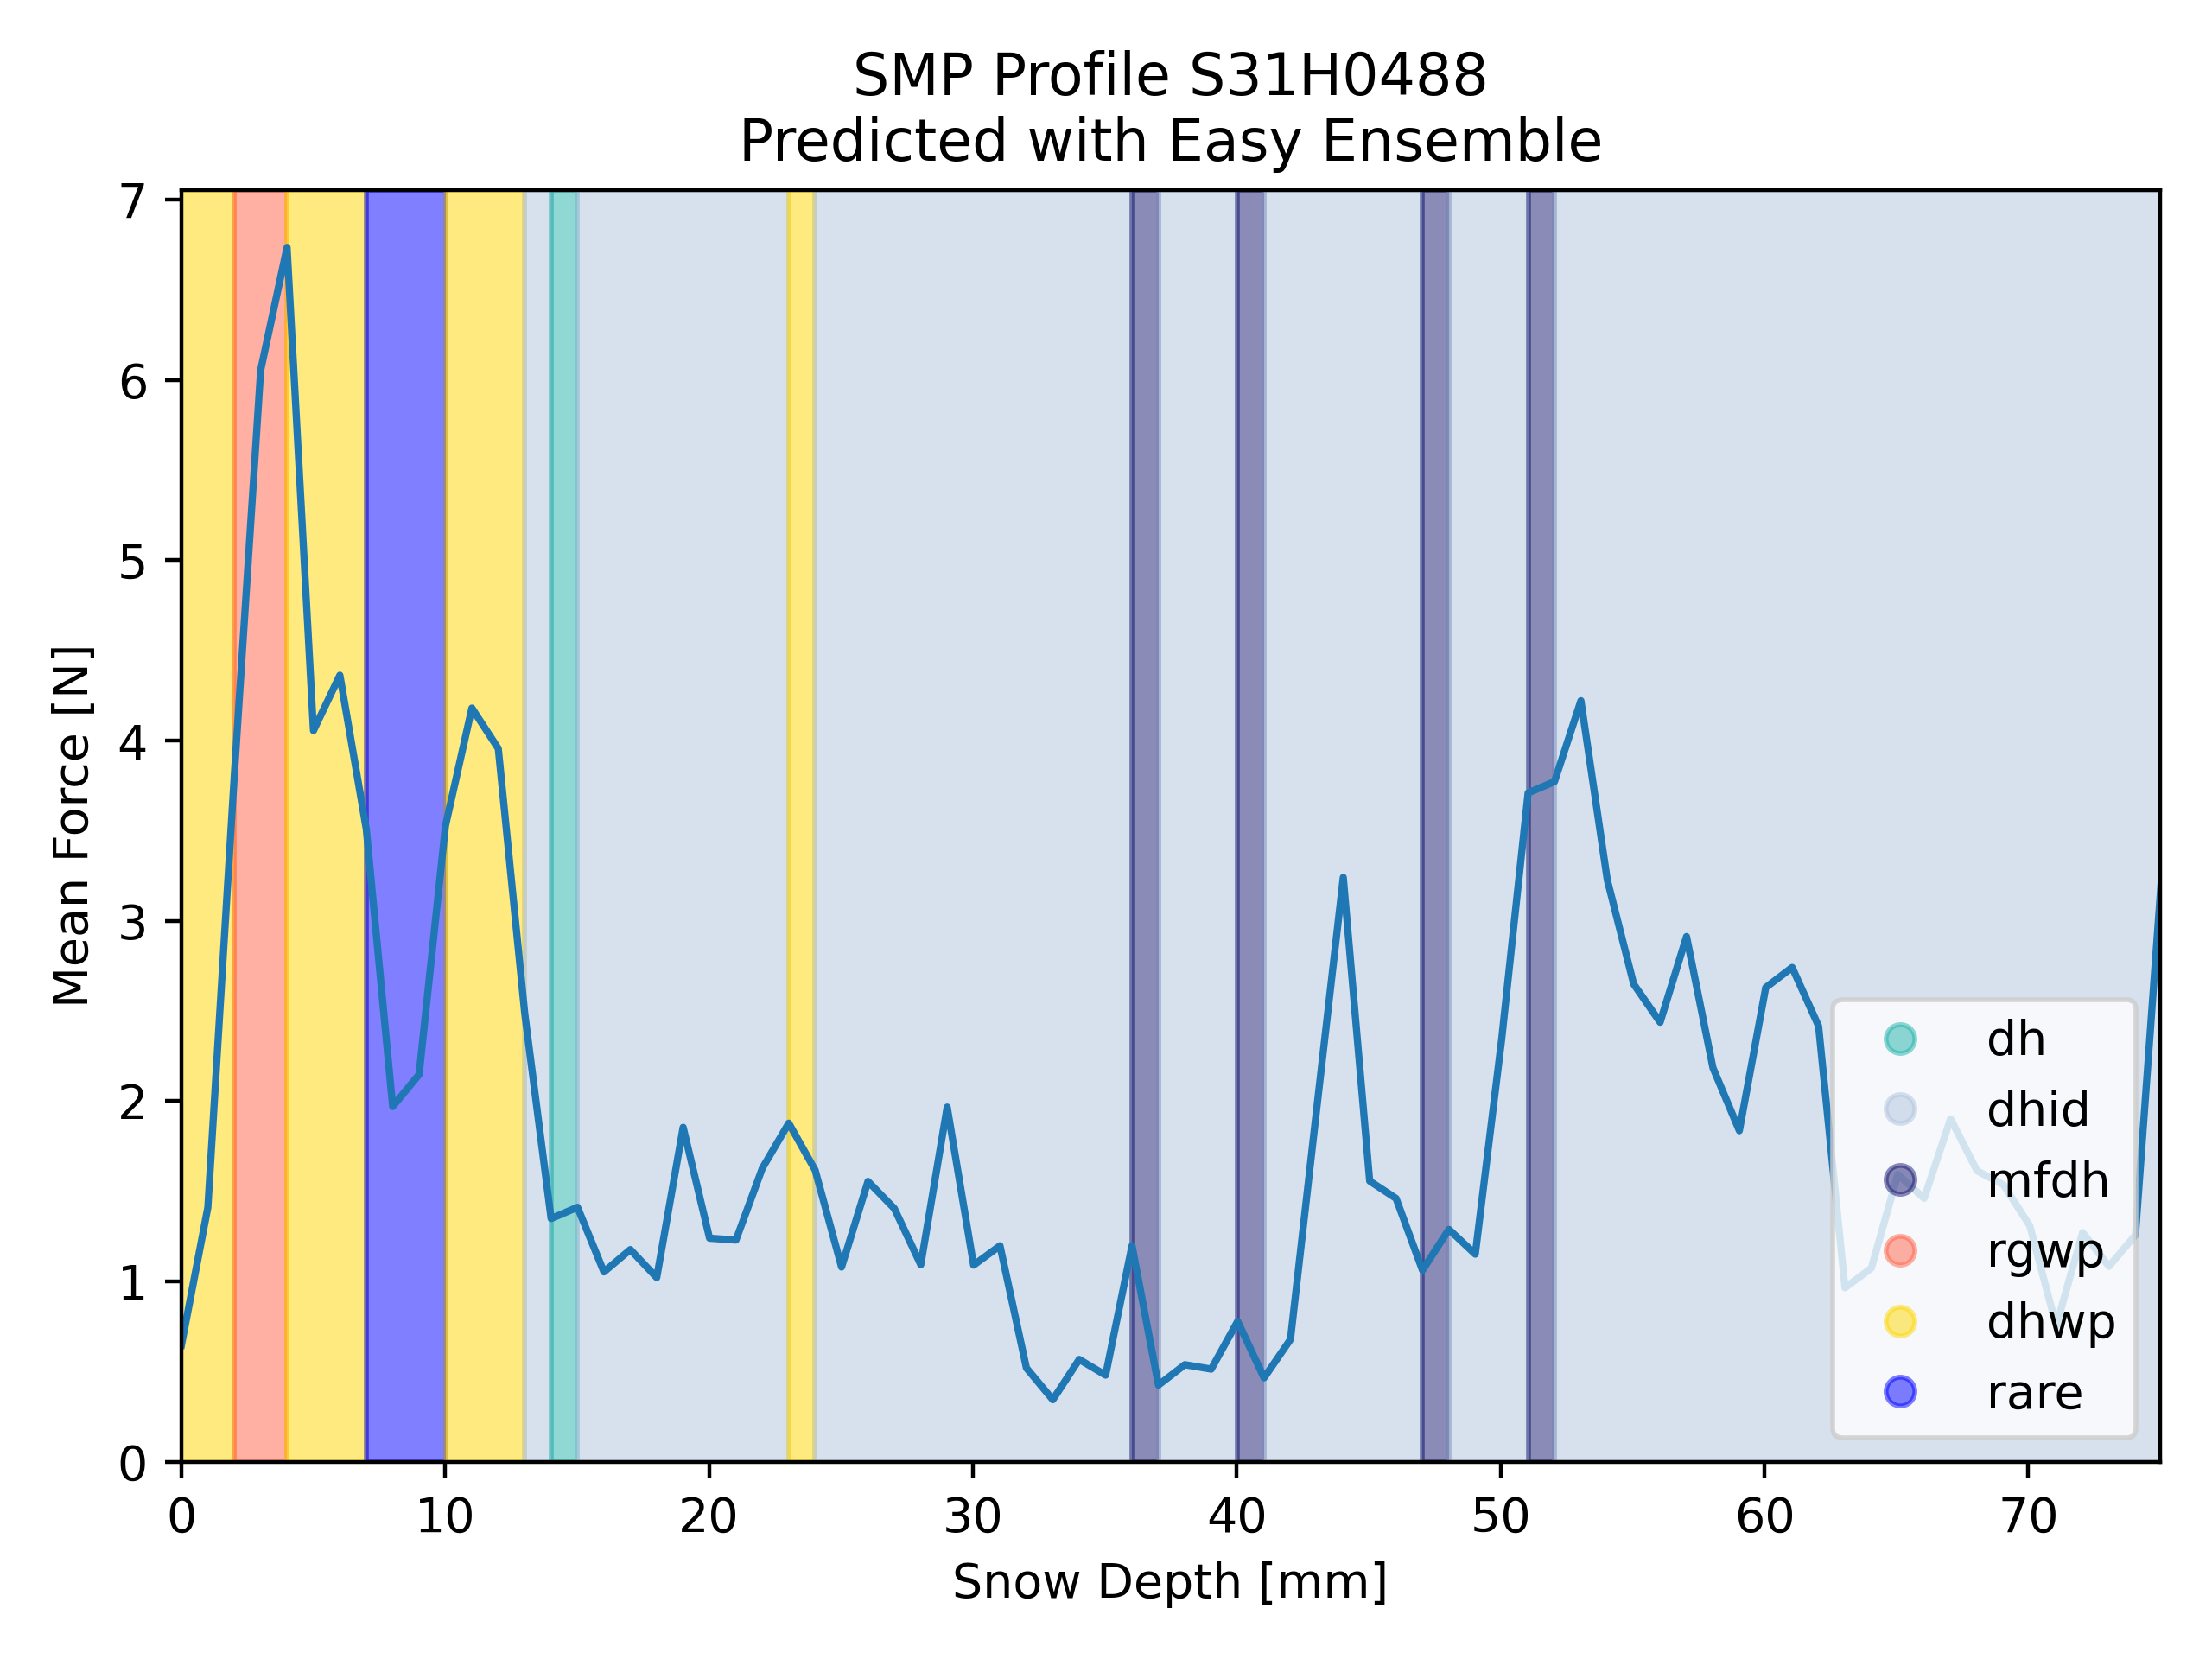 SMP Profile S31H0488
Predicted with Easy Ensemble
Mean Force [N]
7
6
5
4
3
2
1
0
0 10 20 30 40 50 60 70
Snow Depth [mm]
dh
dhid
mfdh
rgwp
dhwp
rare